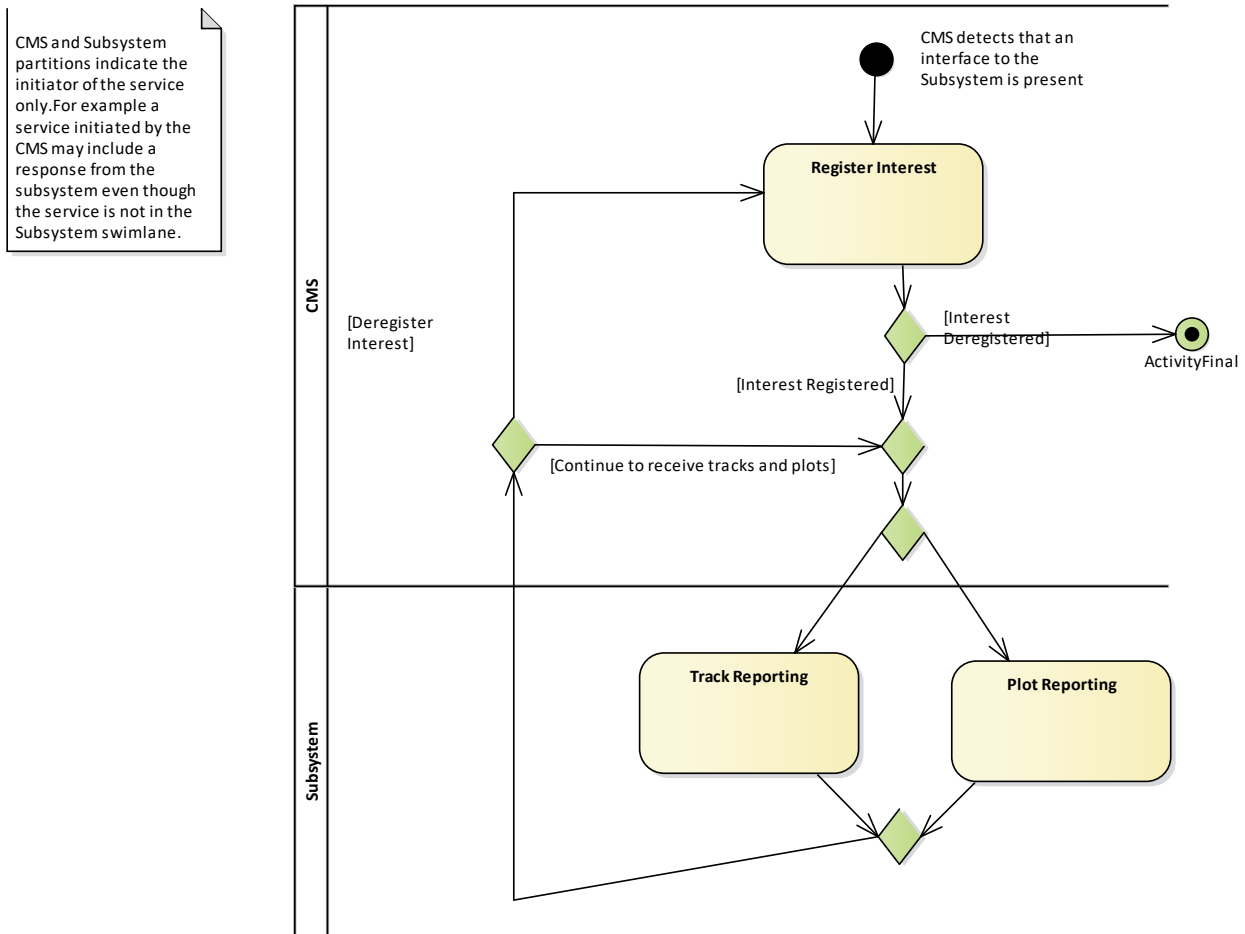 CMS and Subsystem
partitions indicate the
initiator of the service
only.For example a
service initiated by the
CMS may include a
response from the
subsystem even though
the service is not in the
Subsystem swimlane.
CMS detects that an
interface to the
Subsystem is present
Register Interest
CMS
[Deregister
Interest]
[Interest
Deregistered]
ActivityFinal
[Interest Registered]
[Continue to receive tracks and plots]
Subsystem
Track Reporting
Plot Reporting